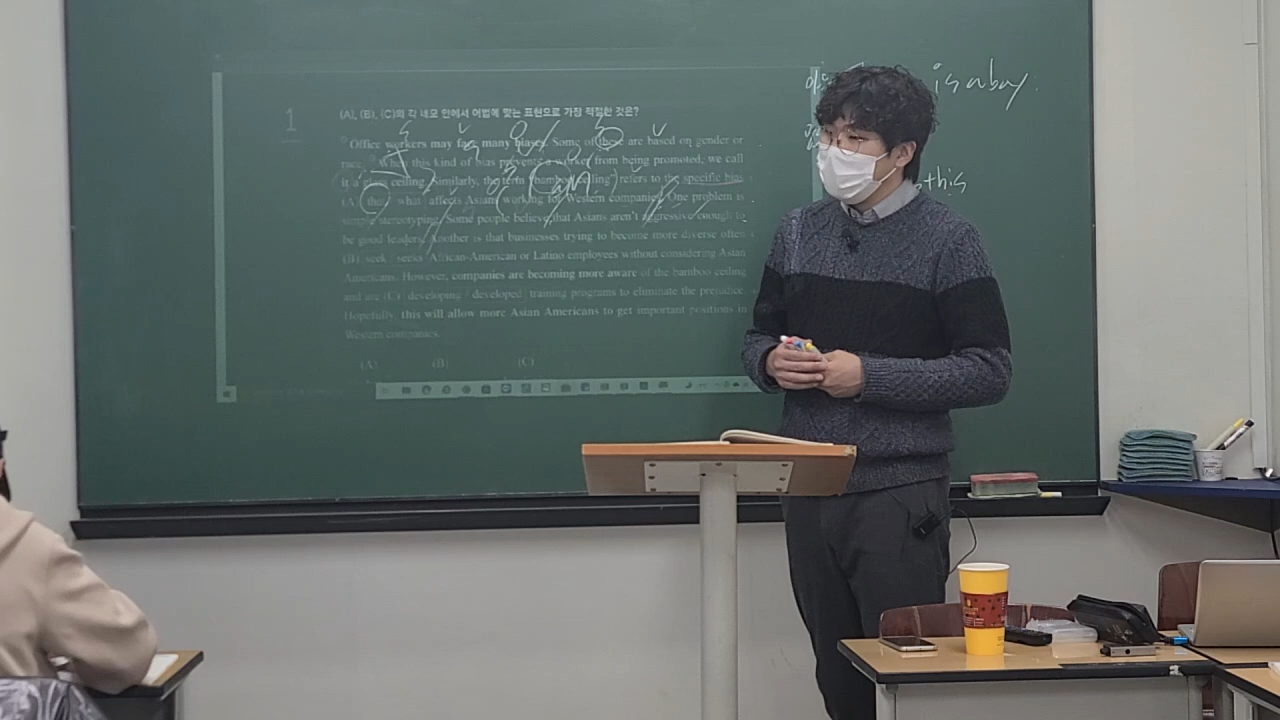 1
(A), (B), (C)의 각 네모 안에서 어법에 맞는 표현으로 가장 적절한 것은?
Office workers may face many biases. Some of these are based on gender or
race. When this kind of bias prevents a worker from being promoted, we call
it a glass ceiling. Similarly, the term "bamboo ceiling" refers to the specific bias
(A) that / what affects Asians working for Western companies. One problem is
simple stereotyping. Some people believe that Asians aren't aggressive enough to
be good leaders. Another is that businesses trying to become more diverse often
(B) seek / seeks African-American or Latino employees without considering Asian
Americans. However, companies are becoming more aware of the bamboo ceiling
and are (C) developing / developed training programs to eliminate the prejudice.
Hopefully, this will allow more Asian Americans to get important positions in
Western companies.
(A) (B) (C)
is a boy.
this